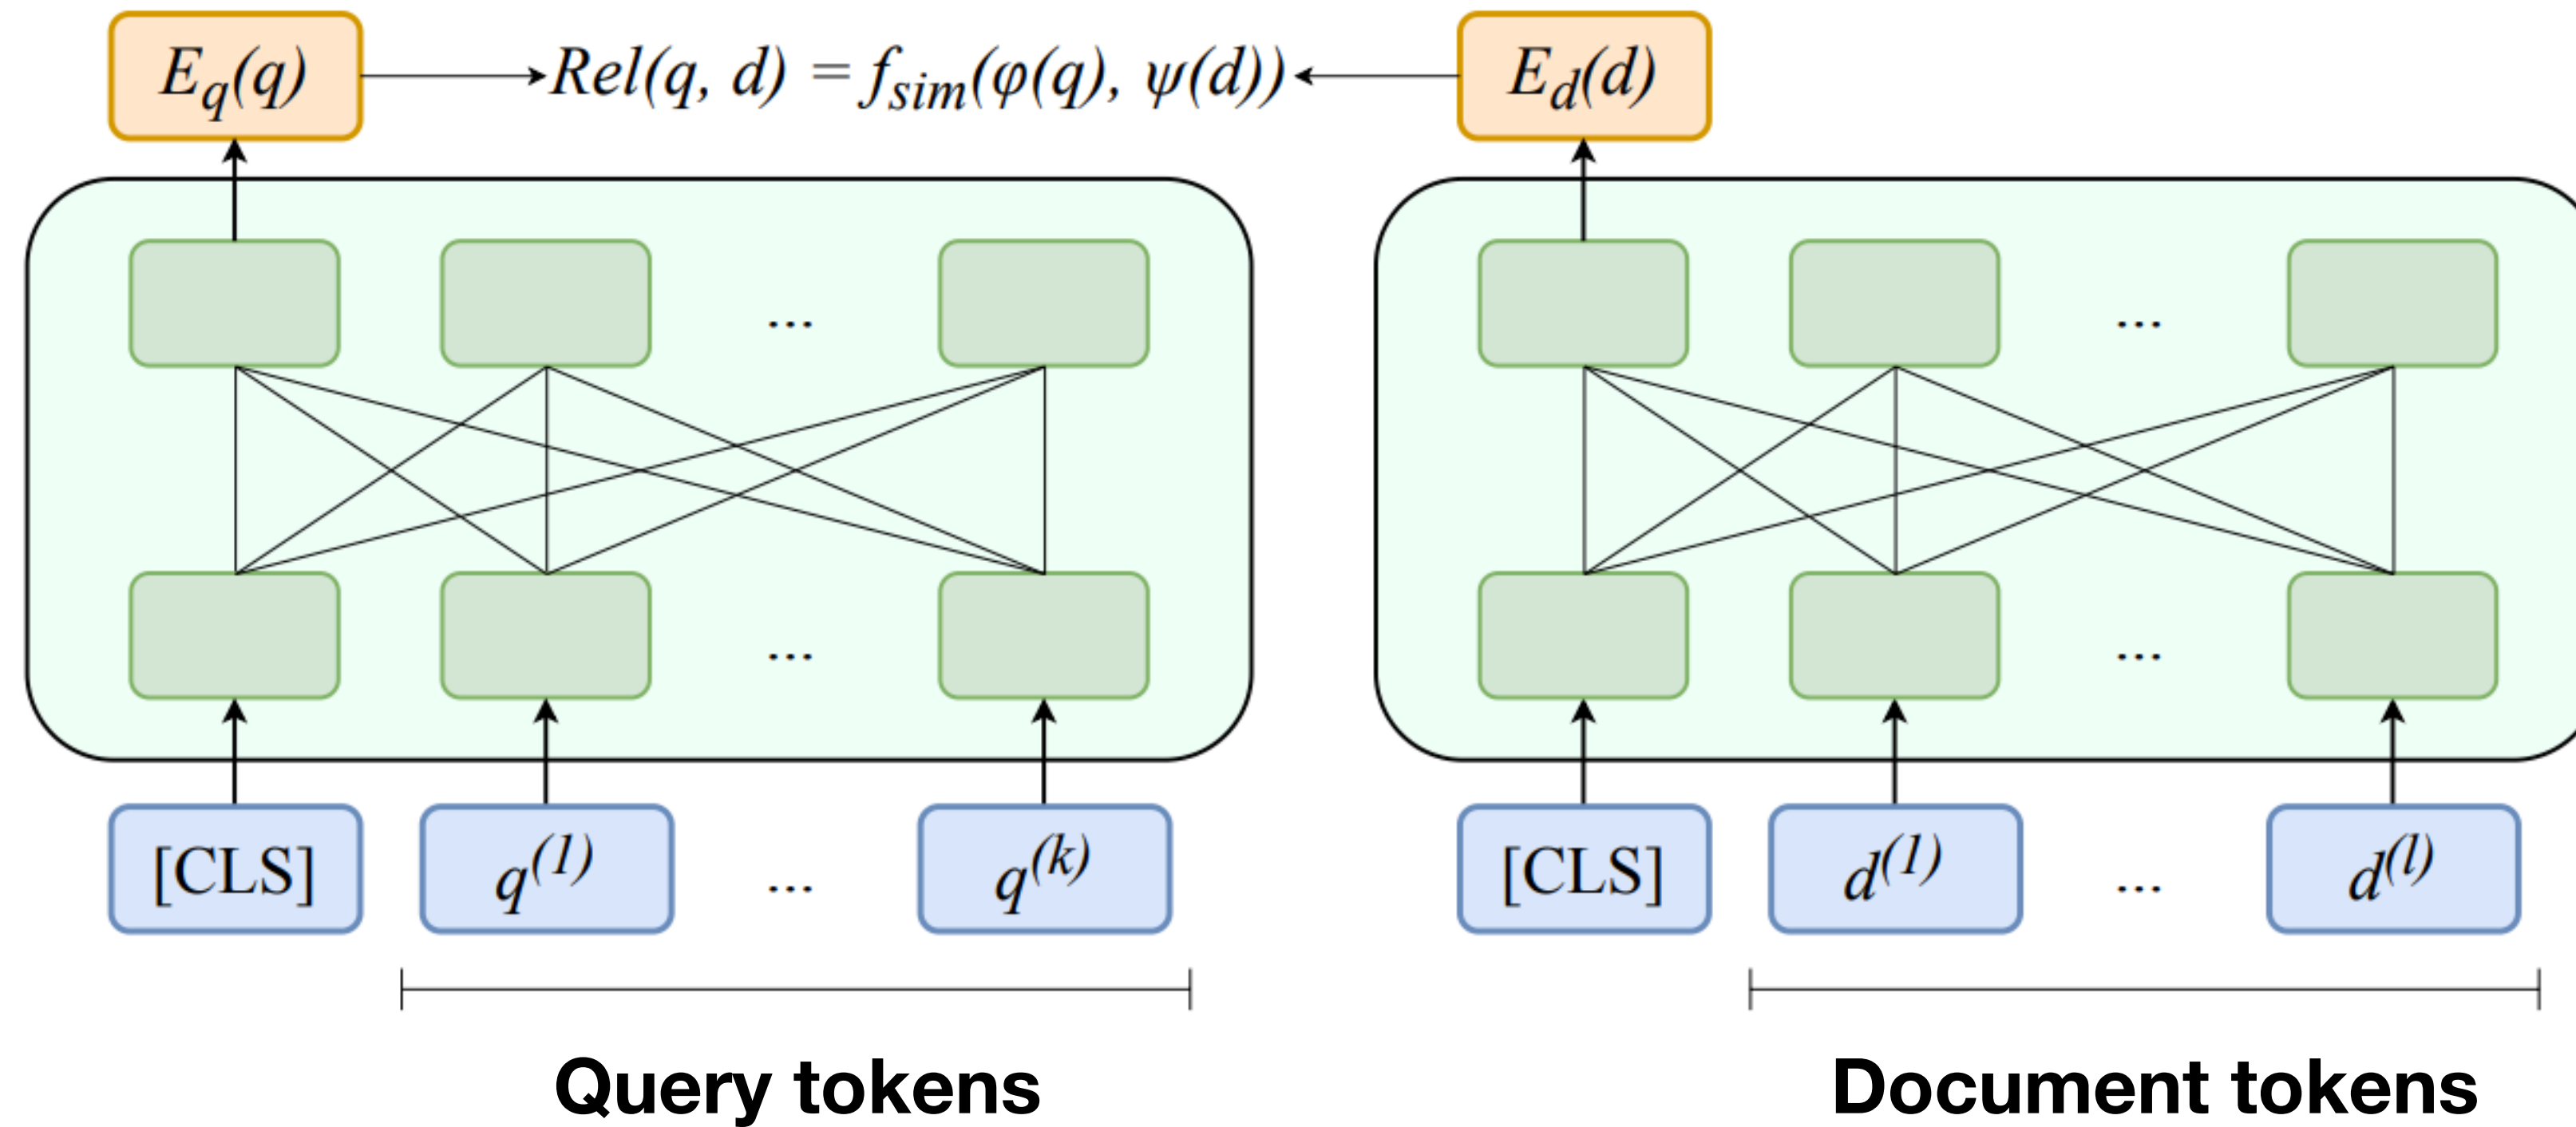 E_q(q) Rel(q, d) = f_sim(φ(q), ψ(d)) E_d(d)
... ...
... ...
[CLS] q^(1) ... q^(k) [CLS] d^(1) ... d^(l)
Query tokens Document tokens